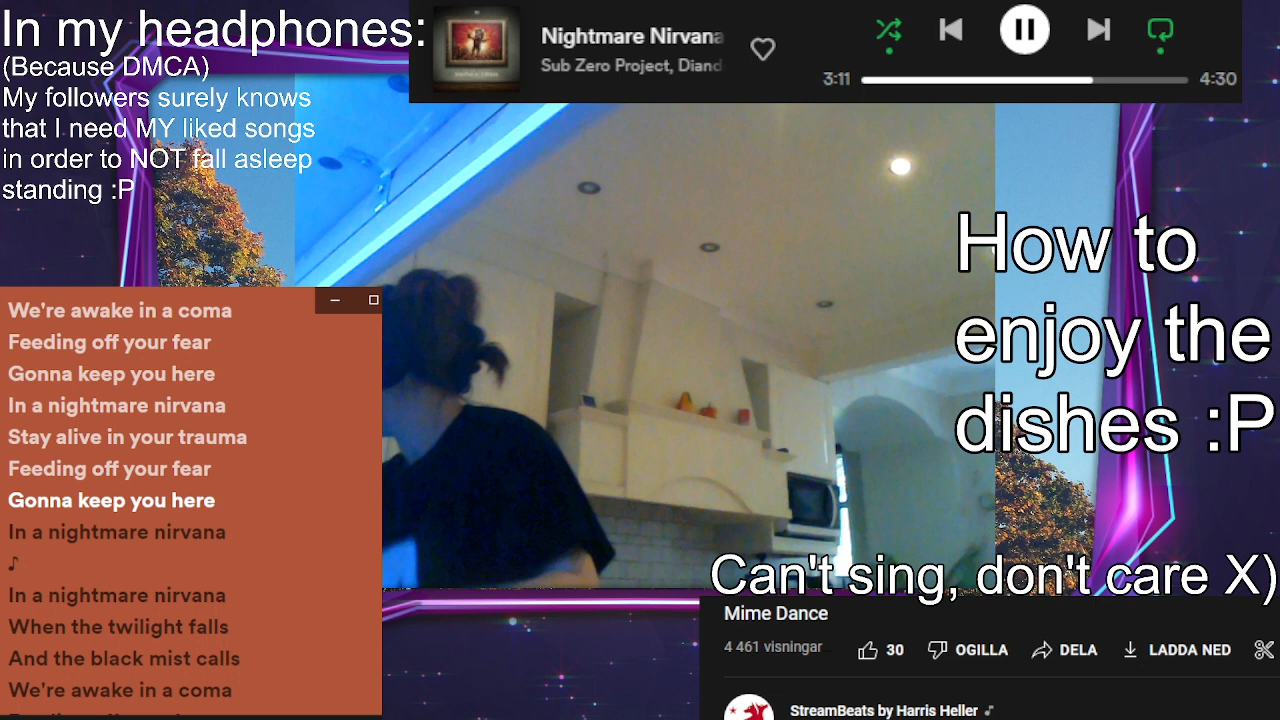 In my headphones:
(Because DMCA)
My followers surely knows
that I need MY liked songs
in order to NOT fall asleep
standing :P
Nightmare Nirvana
Sub Zero Project, Diand
3:11
4:30
How to
enjoy the
dishes :P
We're awake in a coma
Feeding off your fear
Gonna keep you here
In a nightmare nirvana
Stay alive in your trauma
Feeding off your fear
Gonna keep you here
In a nightmare nirvana
♪
In a nightmare nirvana
When the twilight falls
And the black mist calls
We're awake in a coma
Can't sing, don't care X)
Mime Dance
4 461 visningar
30
OGILLA
DELA
LADDA NED
StreamBeats by Harris Heller